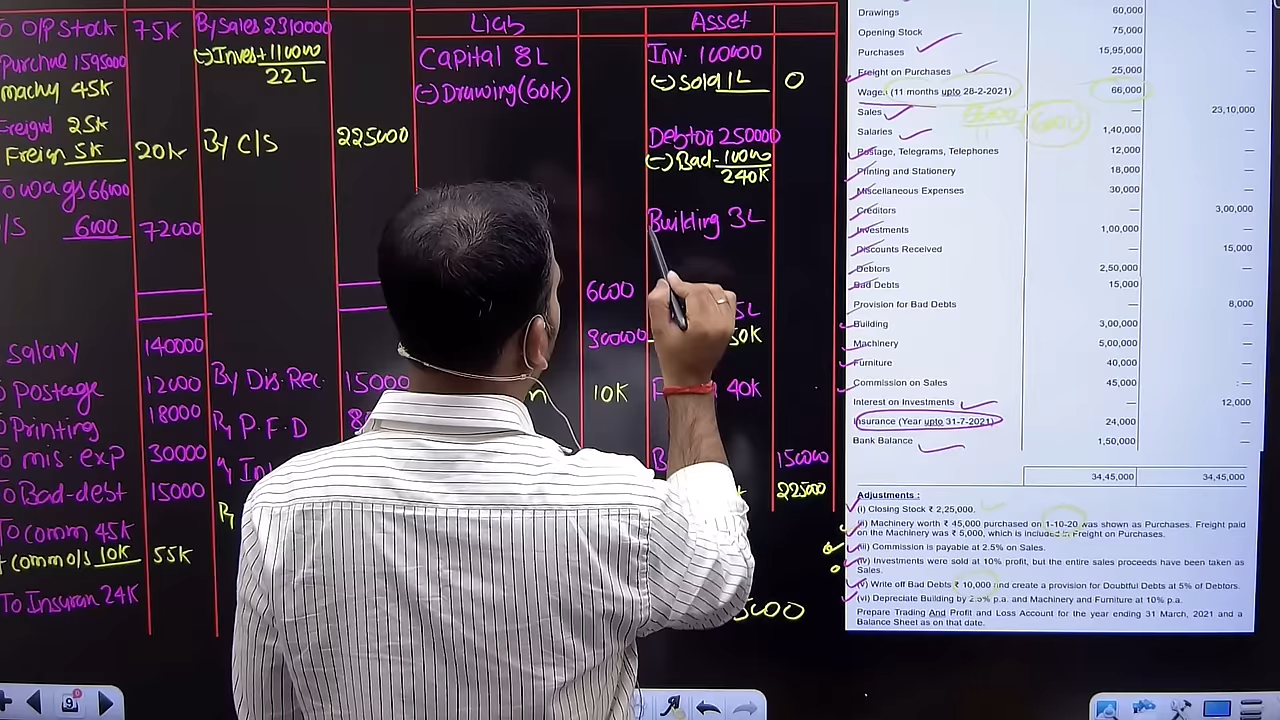 O O/P Stock 75K By Sales 2310000
Purchase 1595000 (-) Invest 110000
22 L
machy 45K
Freignt 25K
Freign 5K 20K By C/S 225000
To wags 66000
/S 6000 72000
Salary 140000
Postage 12000 By Dis. Rec. 15000
Printing 18000 By P.F.D
To mis. exp 30000
To Bad-debt 15000
To comm 45K
+ comm o/s 10K 55K
To Insuran 24K
Liab Asset
Capital 8L Inv. 100000
(-) Drawing (60K) (-) Sold 1L 0
Debtor 250000
(-) Bad- 10000
240K
Building 3L
6000
5L
300000 50K
10K 40K
150000
225000
Drawings 60,000 —
Opening Stock 75,000 —
Purchases 15,95,000 —
Freight on Purchases 25,000 —
Wages (11 months upto 28-2-2021) 66,000 —
Sales — 23,10,000
66000
11
6000
Salaries 1,40,000 —
Postage, Telegrams, Telephones 12,000 —
Printing and Stationery 18,000 —
Miscellaneous Expenses 30,000 —
Creditors — 3,00,000
Investments 1,00,000 —
Discounts Received — 15,000
Debtors 2,50,000 —
Bad Debts 15,000 —
Provision for Bad Debts — 8,000
Building 3,00,000 —
Machinery 5,00,000 —
Furniture 40,000 —
Commission on Sales 45,000 —
Interest on Investments — 12,000
Insurance (Year upto 31-7-2021) 24,000 —
Bank Balance 1,50,000 —
34,45,000 34,45,000
Adjustments :
(i) Closing Stock ₹ 2,25,000.
(ii) Machinery worth ₹ 45,000 purchased on 1-10-20 was shown as Purchases. Freight paid
on the Machinery was ₹ 5,000, which is included in Freight on Purchases.
(iii) Commission is payable at 2.5% on Sales.
(iv) Investments were sold at 10% profit, but the entire sales proceeds have been taken as
Sales.
(v) Write off Bad Debts ₹ 10,000 and create a provision for Doubtful Debts at 5% of Debtors.
(vi) Depreciate Building by 2.5% p.a. and Machinery and Furniture at 10% p.a.
Prepare Trading And Profit and Loss Account for the year ending 31 March, 2021 and a
Balance Sheet as on that date.
9